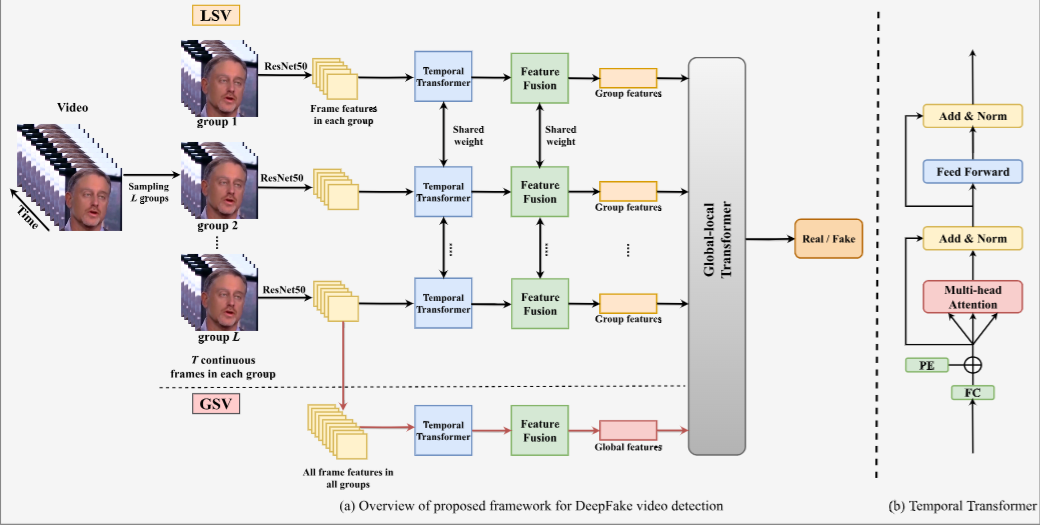 LSV
Video
Time
Sampling
L groups
group 1
ResNet50
Frame features
in each group
Temporal
Transformer
Feature
Fusion
Group features
Shared
weight
Shared
weight
group 2
ResNet50
Temporal
Transformer
Feature
Fusion
Group features
group L
ResNet50
Temporal
Transformer
Feature
Fusion
Group features
T continuous
frames in each group
GSV
All frame features in
all groups
Temporal
Transformer
Feature
Fusion
Global features
Global-local
Transformer
Real / Fake
(a) Overview of proposed framework for DeepFake video detection
Add & Norm
Feed Forward
Add & Norm
Multi-head
Attention
PE
FC
(b) Temporal Transformer